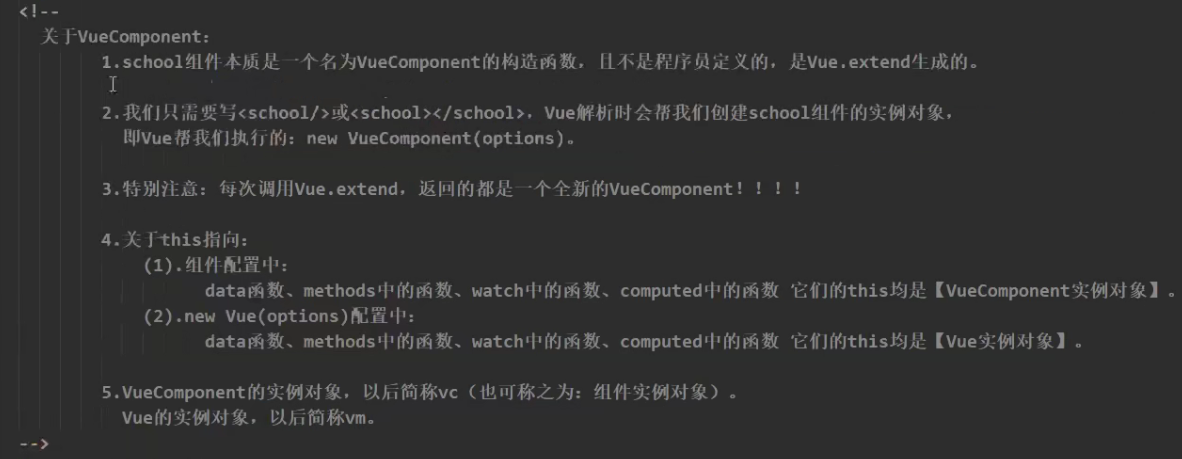 <!--
关于VueComponent:
1.school组件本质是一个名为VueComponent的构造函数，且不是程序员定义的，是Vue.extend生成的。
2.我们只需要写<school/>或<school></school>，Vue解析时会帮我们创建school组件的实例对象，
即Vue帮我们执行的：new VueComponent(options)。
3.特别注意：每次调用Vue.extend，返回的都是一个全新的VueComponent！！！！
4.关于this指向：
(1).组件配置中：
data函数、methods中的函数、watch中的函数、computed中的函数 它们的this均是【VueComponent实例对象】。
(2).new Vue(options)配置中：
data函数、methods中的函数、watch中的函数、computed中的函数 它们的this均是【Vue实例对象】。
5.VueComponent的实例对象，以后简称vc（也可称之为：组件实例对象）。
Vue的实例对象，以后简称vm。
-->